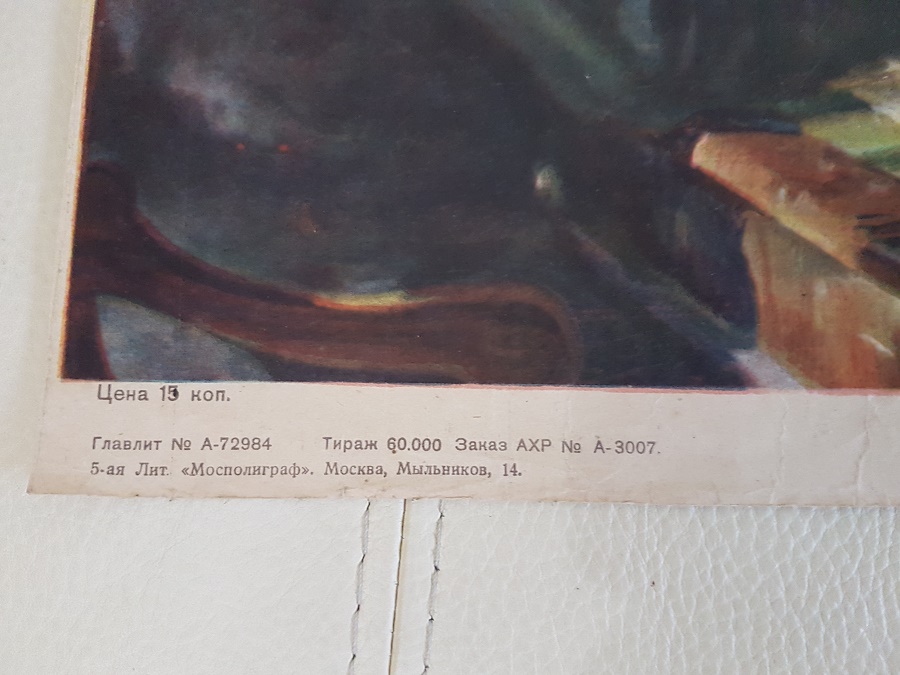 Цена 15 коп.
Главлит № А-72984 Тираж 60.000 Заказ АХР № А-3007.
5-ая Лит. «Мосполиграф». Москва, Мыльников, 14.